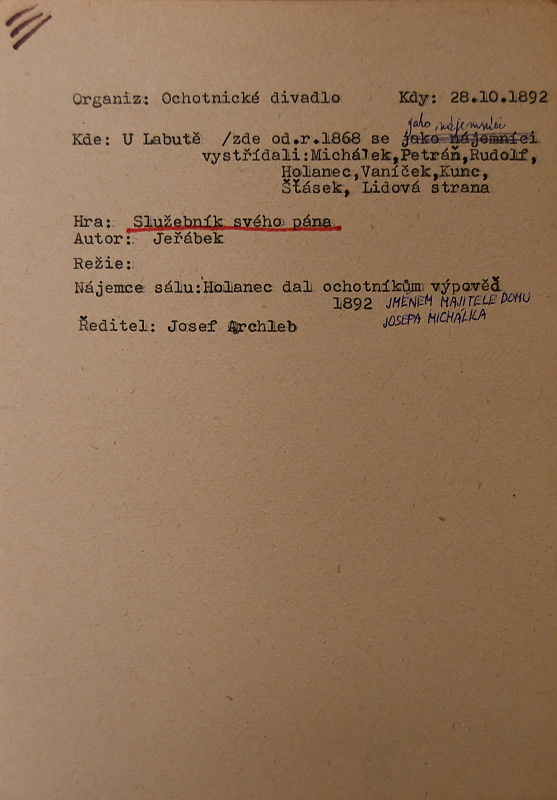 Organiz: Ochotnické divadlo Kdy: 28.10.1892
jako nájemníci
Kde: U Labutě /zde od.r.1868 se jako nájemníci
vystřídali:Michálek,Petráň,Rudolf,
Holanec,Vaníček,Kunc,
Šťásek, Lidová strana
Hra: Služebník svého pána
Autor: Jeřábek
Režie:
Nájemce sálu:Holanec dal ochotníkům výpověď
1892 JMÉNEM MAJITELE DOMU
JOSEPA MICHÁLKA
Ředitel: Josef Archleb